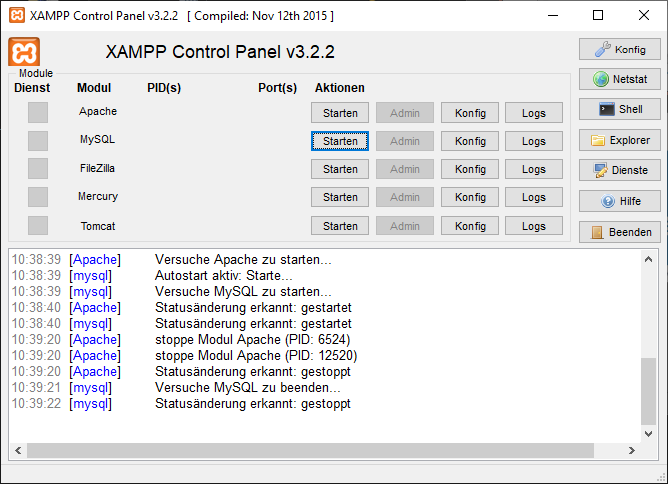 XAMPP Control Panel v3.2.2 [ Compiled: Nov 12th 2015 ]
XAMPP Control Panel v3.2.2
Konfig
Module
Dienst Modul PID(s) Port(s) Aktionen
Netstat
Apache Starten Admin Konfig Logs
Shell
MySQL Starten Admin Konfig Logs
Explorer
FileZilla Starten Admin Konfig Logs
Dienste
Mercury Starten Admin Konfig Logs
Hilfe
Tomcat Starten Admin Konfig Logs
Beenden
10:38:39 [Apache] Versuche Apache zu starten...
10:38:39 [mysql] Autostart aktiv: Starte...
10:38:39 [mysql] Versuche MySQL zu starten...
10:38:40 [Apache] Statusänderung erkannt: gestartet
10:38:40 [mysql] Statusänderung erkannt: gestartet
10:39:20 [Apache] stoppe Modul Apache (PID: 6524)
10:39:20 [Apache] stoppe Modul Apache (PID: 12520)
10:39:20 [Apache] Statusänderung erkannt: gestoppt
10:39:21 [mysql] Versuche MySQL zu beenden...
10:39:22 [mysql] Statusänderung erkannt: gestoppt